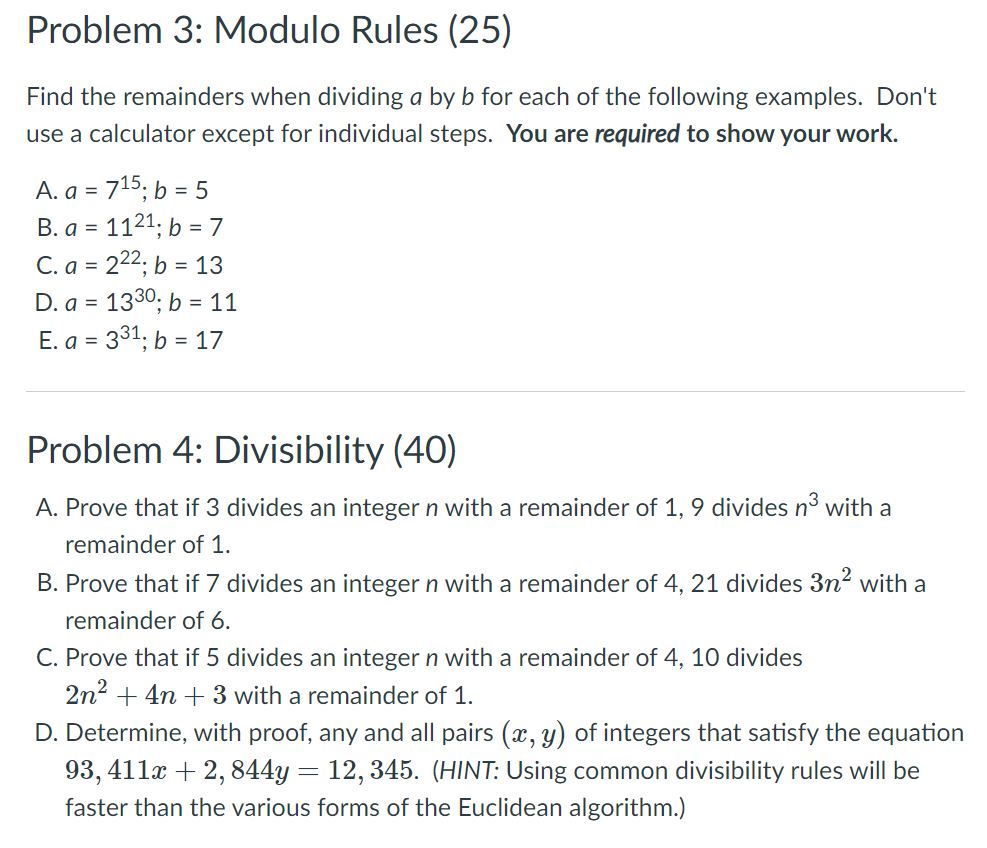 Problem 3: Modulo Rules (25)
Find the remainders when dividing a by b for each of the following examples.  Don't
use a calculator except for individual steps.  You are required to show your work.
A. a = 7^15; b = 5
B. a = 11^21; b = 7
C. a = 2^22; b = 13
D. a = 13^30; b = 11
E. a = 3^31; b = 17
Problem 4: Divisibility (40)
A. Prove that if 3 divides an integer n with a remainder of 1, 9 divides n^3 with a
remainder of 1.
B. Prove that if 7 divides an integer n with a remainder of 4, 21 divides 3n^2 with a
remainder of 6.
C. Prove that if 5 divides an integer n with a remainder of 4, 10 divides
2n^2 + 4n + 3 with a remainder of 1.
D. Determine, with proof, any and all pairs (x, y) of integers that satisfy the equation
93,411x + 2,844y = 12,345.  (HINT: Using common divisibility rules will be
faster than the various forms of the Euclidean algorithm.)